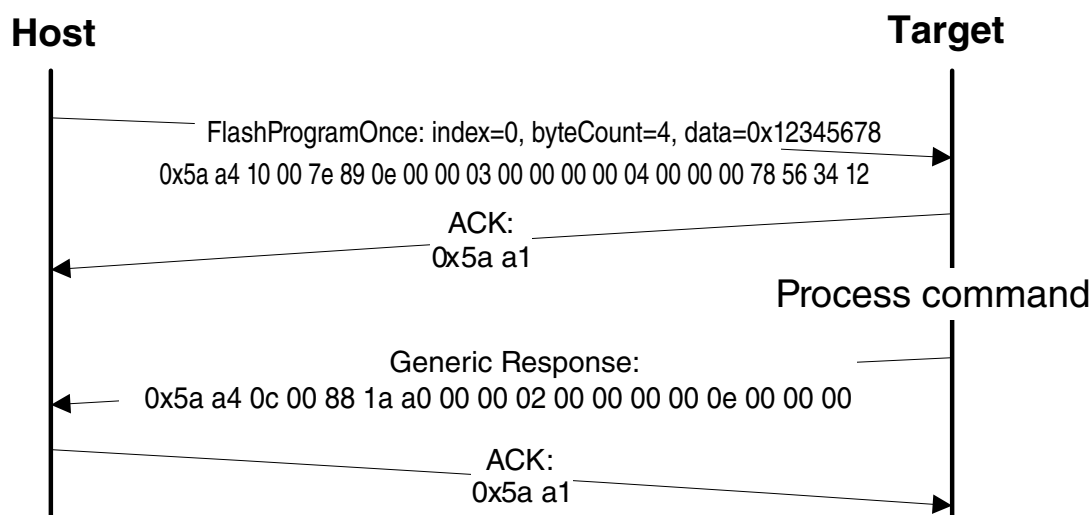 Host
Target
FlashProgramOnce: index=0, byteCount=4, data=0x12345678
0x5a a4 10 00 7e 89 0e 00 00 03 00 00 00 00 04 00 00 00 78 56 34 12
ACK:
0x5a a1
Process command
Generic Response:
0x5a a4 0c 00 88 1a a0 00 00 02 00 00 00 00 0e 00 00 00
ACK:
0x5a a1